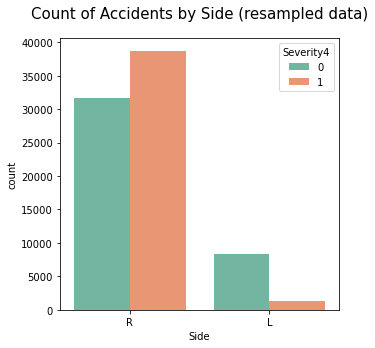 Count of Accidents by Side (resampled data)
40000
35000
30000
25000
20000
15000
10000
5000
0
count
Severity4
0
1
R
L
Side